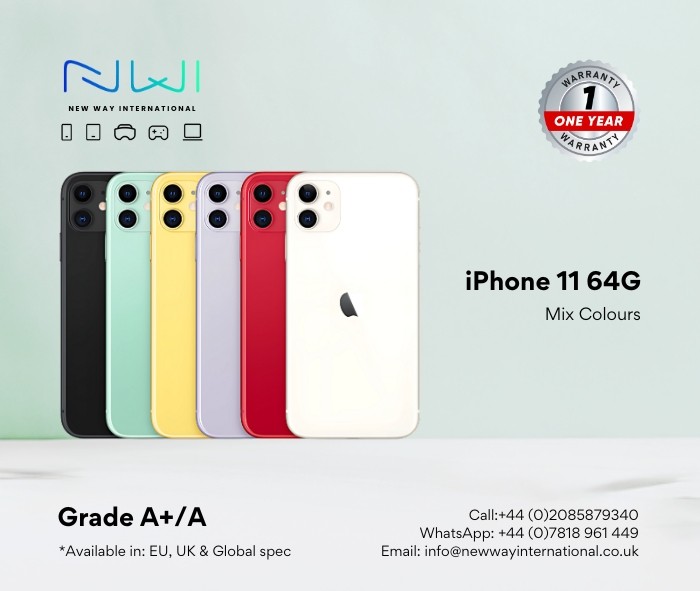 NWI
NEW WAY INTERNATIONAL
WARRANTY
1
ONE YEAR
WARRANTY
iPhone 11 64G
Mix Colours
Grade A+/A
*Available in: EU, UK & Global spec
Call:+44 (0)2085879340
WhatsApp: +44 (0)7818 961 449
Email: info@newwayinternational.co.uk